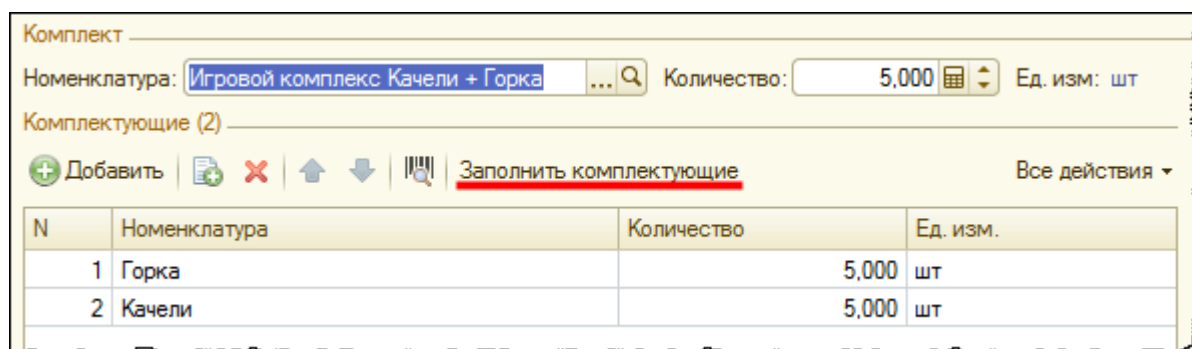 Комплект
Номенклатура: Игровой комплекс Качели + Горка ... Количество: 5,000 Ед. изм: шт
Комплектующие (2)
Добавить Заполнить комплектующие Все действия
N Номенклатура Количество Ед. изм.
1 Горка 5,000 шт
2 Качели 5,000 шт